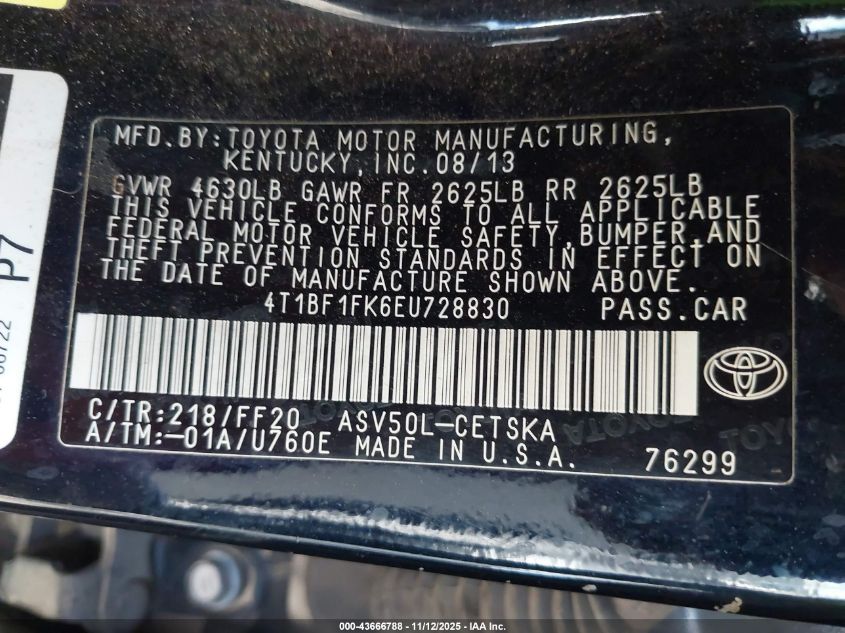 MFD.BY:TOYOTA MOTOR MANUFACTURING,
KENTUCKY,INC.08/13
GVWR 4630LB GAWR FR 2625LB RR 2625LB
THIS VEHICLE CONFORMS TO ALL APPLICABLE
FEDERAL MOTOR VEHICLE SAFETY,BUMPER,AND
THEFT PREVENTION STANDARDS IN EFFECT ON
THE DATE OF MANUFACTURE SHOWN ABOVE.
4T1BF1FK6EU728830 PASS.CAR
C/TR:218/FF20 ASV50L-CETSKA
A/TM:-01A/U760E MADE IN U.S.A. 76299
P7
000-43666788 - 11/12/2025 - IAA Inc.